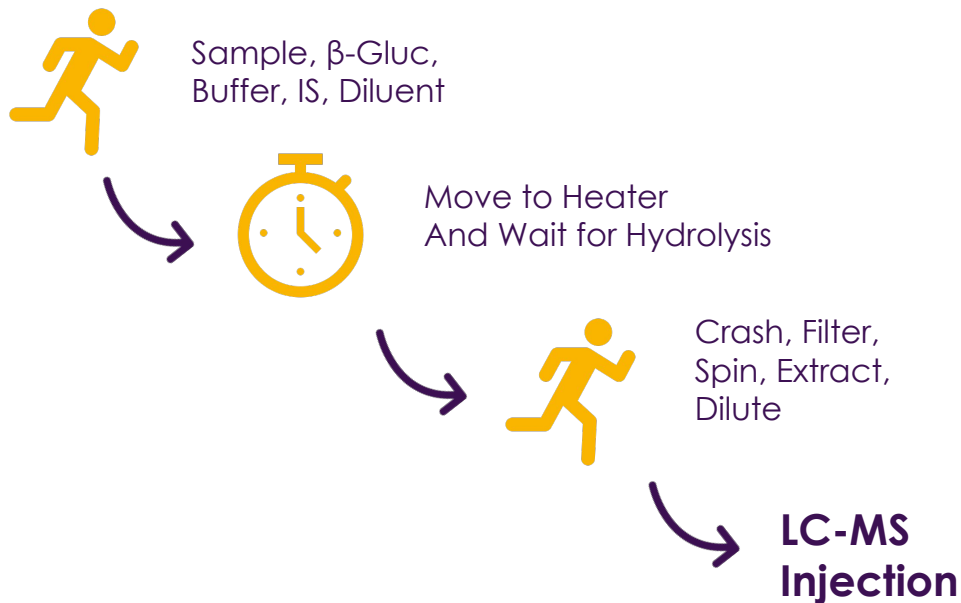 Sample, β-Gluc,
Buffer, IS, Diluent
Move to Heater
And Wait for Hydrolysis
Crash, Filter,
Spin, Extract,
Dilute
LC-MS
Injection